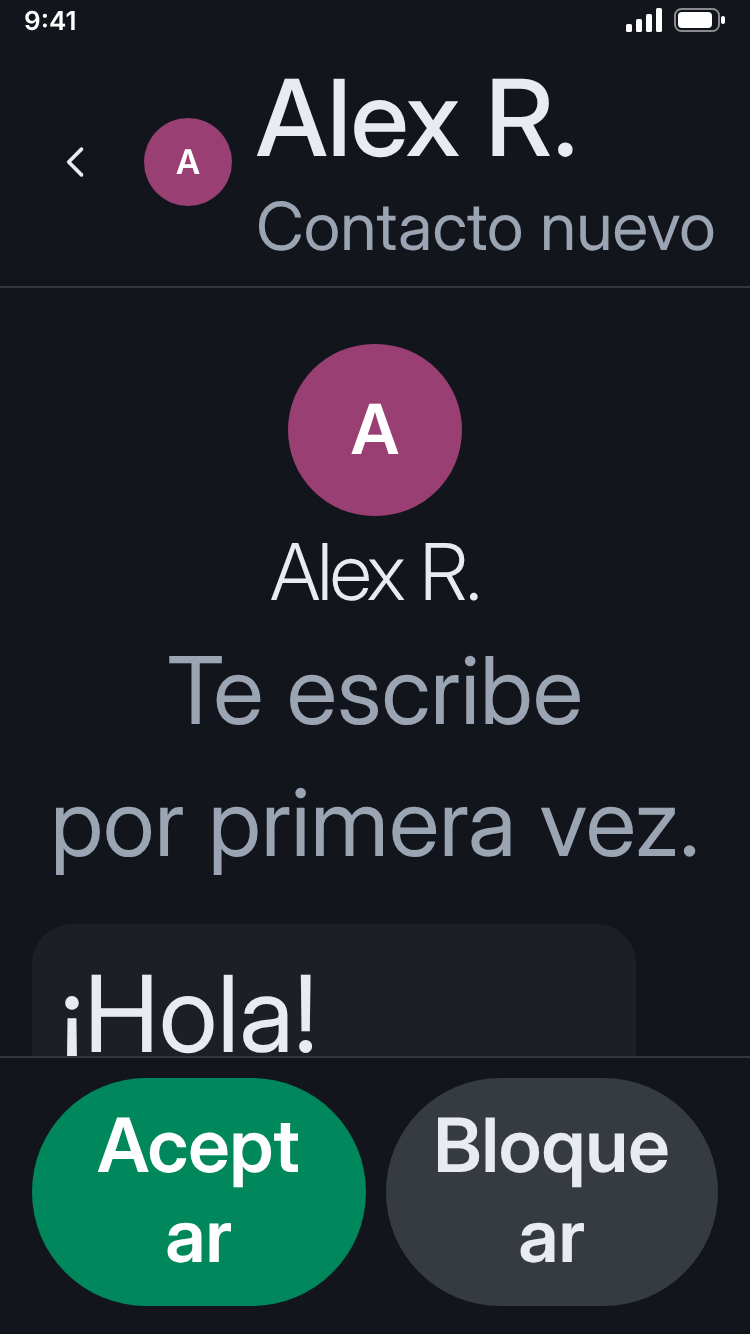 9:41
A
Alex R.
Contacto nuevo
A
Alex R.
Te escribe
por primera vez.
¡Hola!
Acept
ar
Bloque
ar